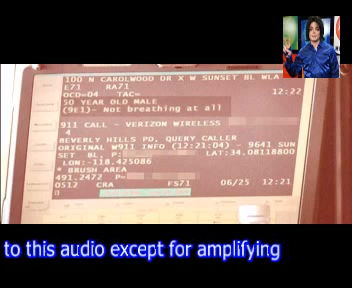 100 N CAROLWOOD DR X W SUNSET BL WLA
E71 RA71
OCD=04 TAC= 12:22
50 YEAR OLD MALE
(9E1)- Not breathing at all
911 CALL - VERIZON WIRELESS
4
BEVERLY HILLS PD, QUERY CALLER
ORIGINAL W911 INFO (12:21:04) - 9641 SUN
SET BL, P: LAT:34.08118800
LON:-118.425086
* BRUSH AREA
491.2472 P=
OS12 CRA FS71 06/25 12:21
to this audio except for amplifying